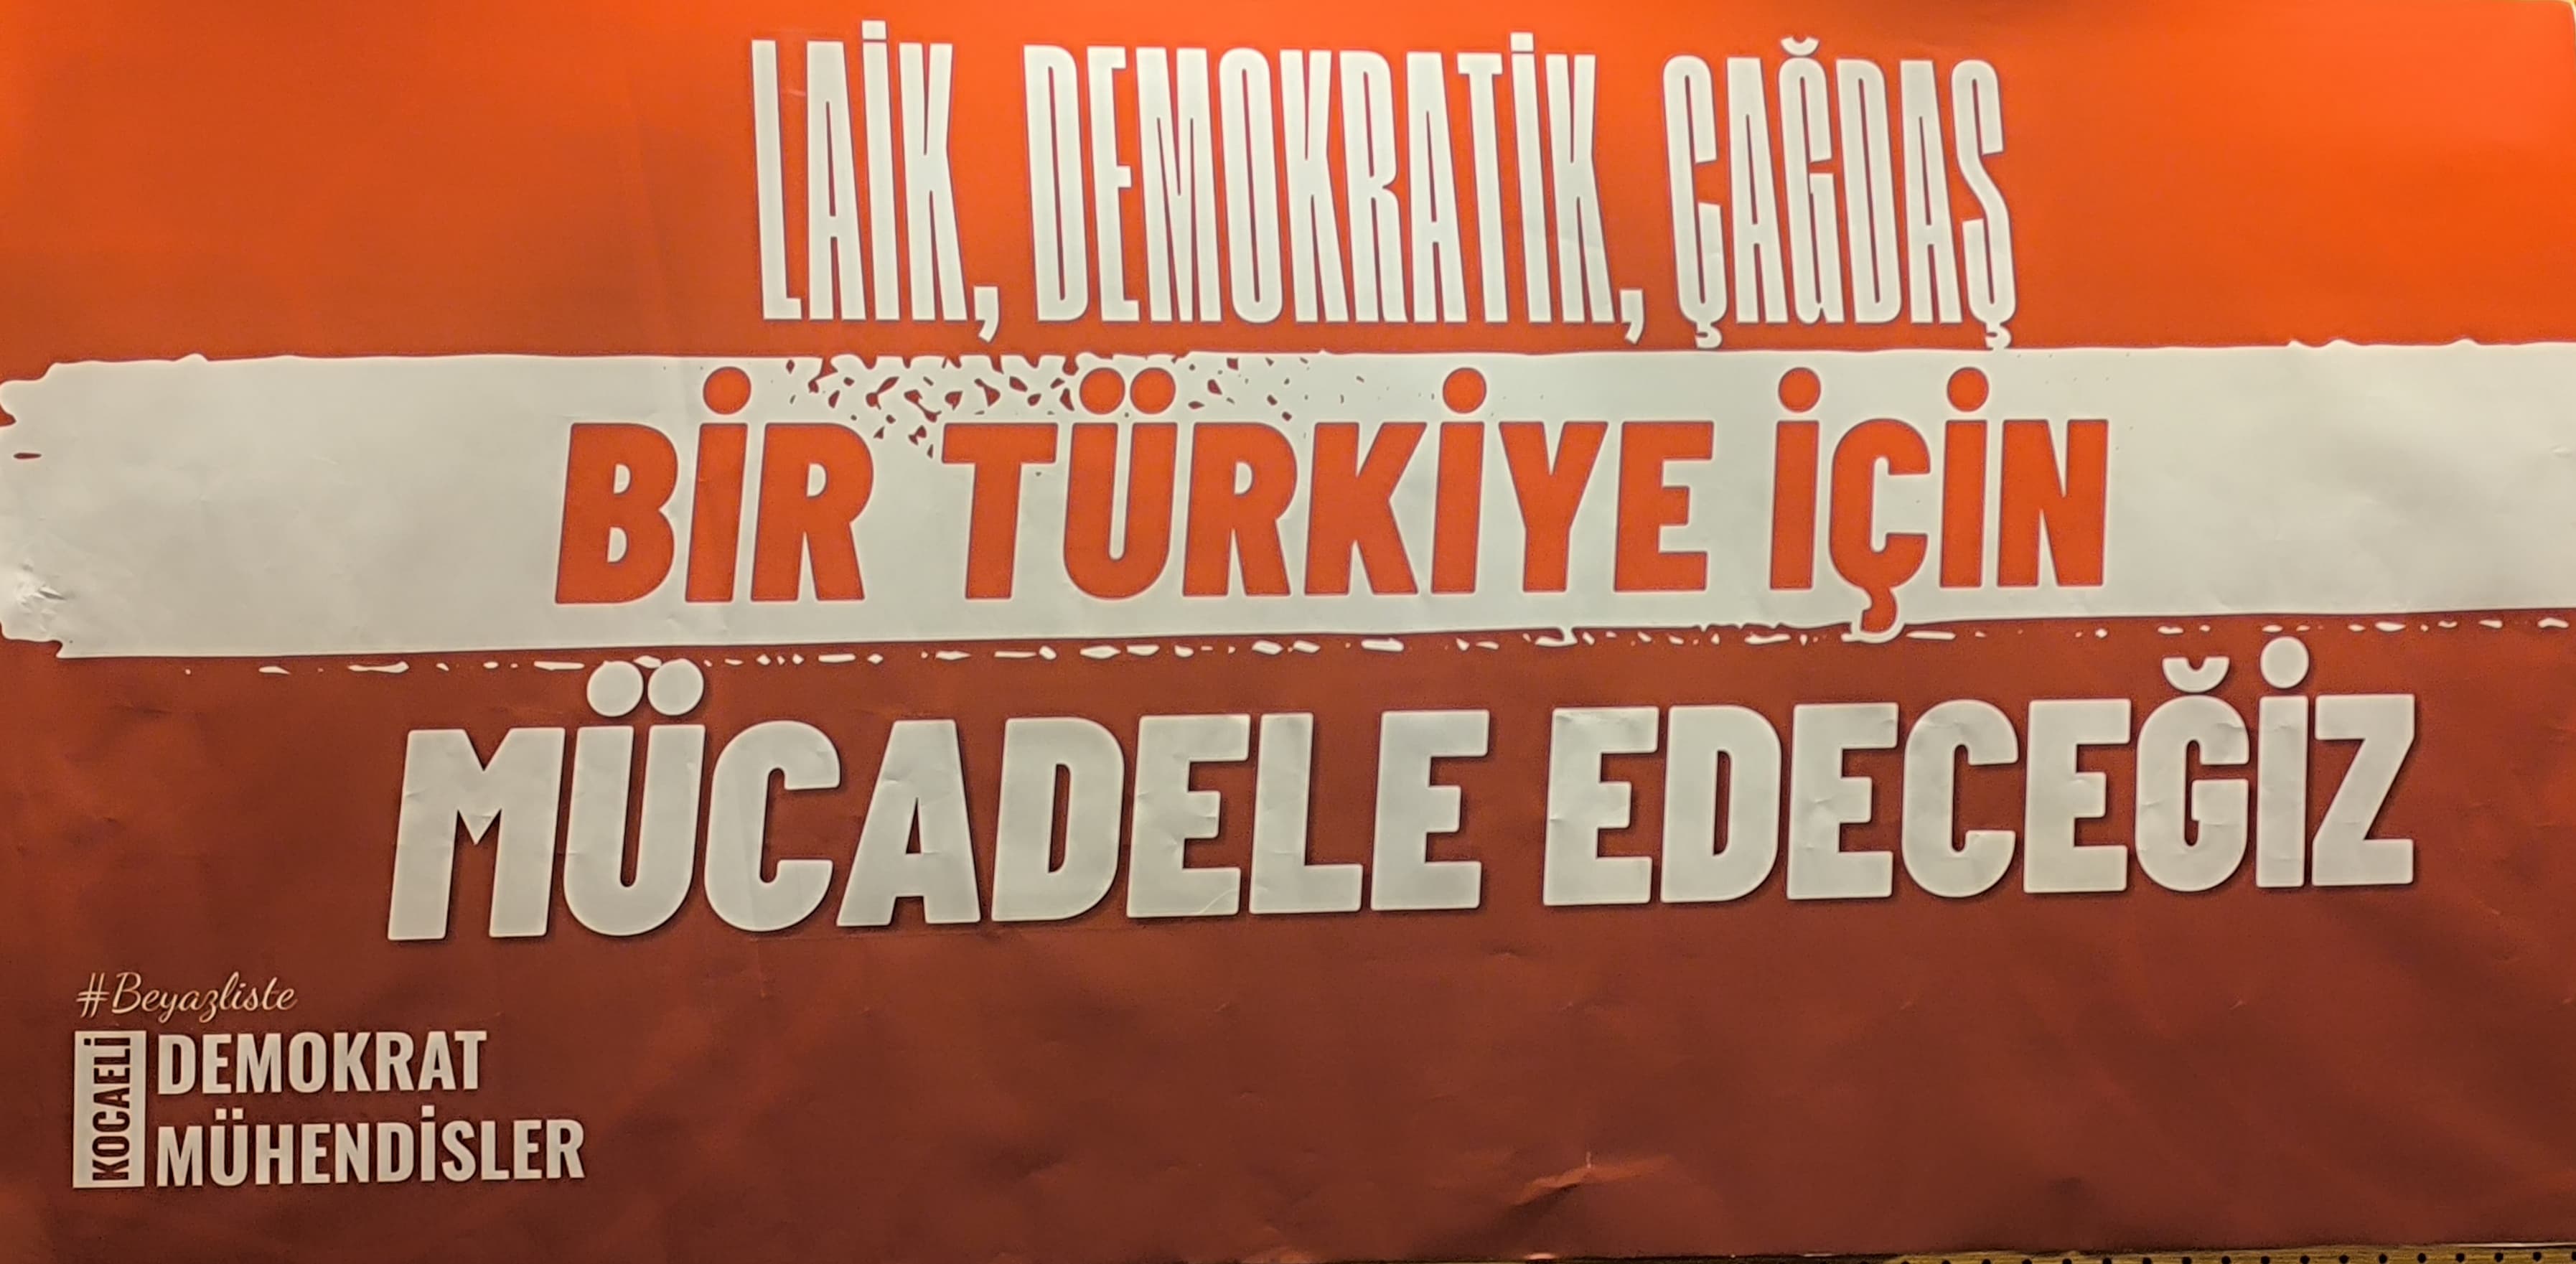 LAİK, DEMOKRATİK, ÇAĞDAŞ
BİR TÜRKİYE İÇİN
MÜCADELE EDECEĞİZ
#Beyazliste
KOCAELİ
DEMOKRAT
MÜHENDİSLER